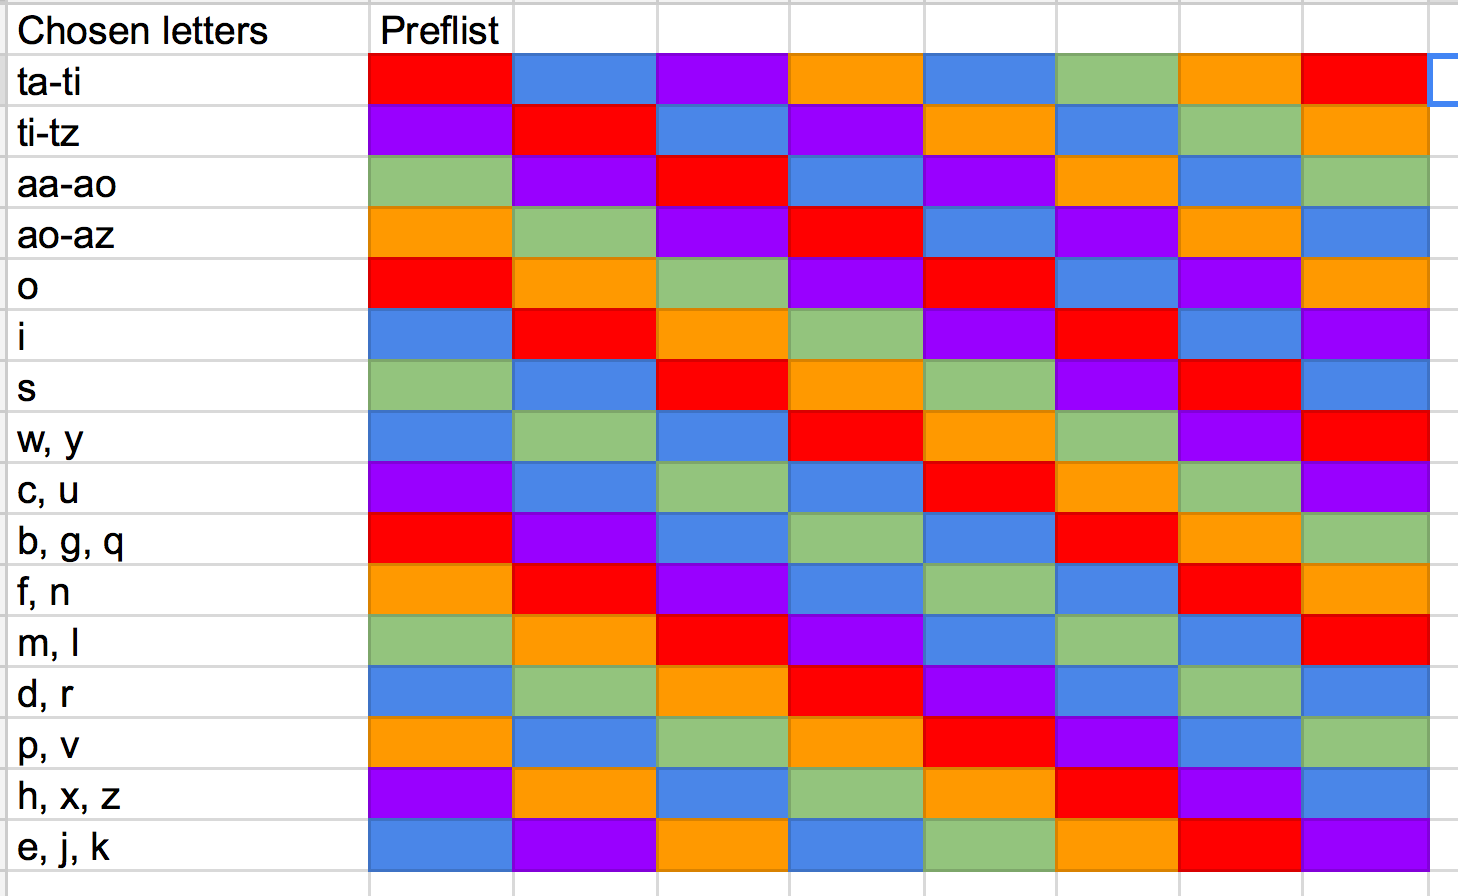 Chosen letters Preflist
ta-ti
ti-tz
aa-ao
ao-az
o
i
s
w, y
c, u
b, g, q
f, n
m, l
d, r
p, v
h, x, z
e, j, k